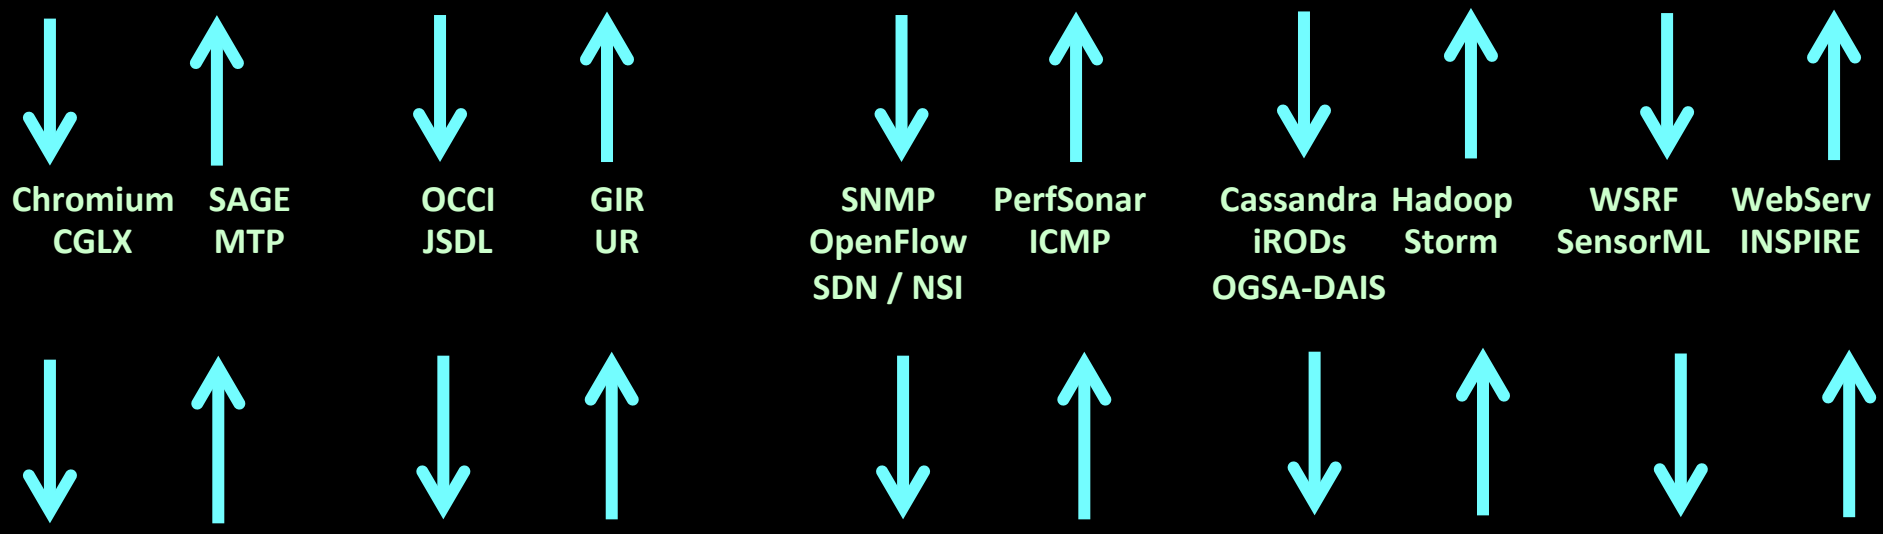 Chromium SAGE OCCI GIR SNMP PerfSonar Cassandra Hadoop WSRF WebServ
CGLX MTP JSDL UR OpenFlow ICMP iRODs Storm SensorML INSPIRE
SDN / NSI OGSA-DAIS